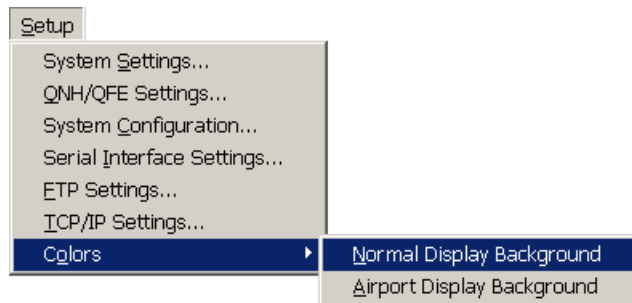 Setup
System Settings...
QNH/QFE Settings...
System Configuration...
Serial Interface Settings...
FTP Settings...
TCP/IP Settings...
Colors
Normal Display Background
Airport Display Background